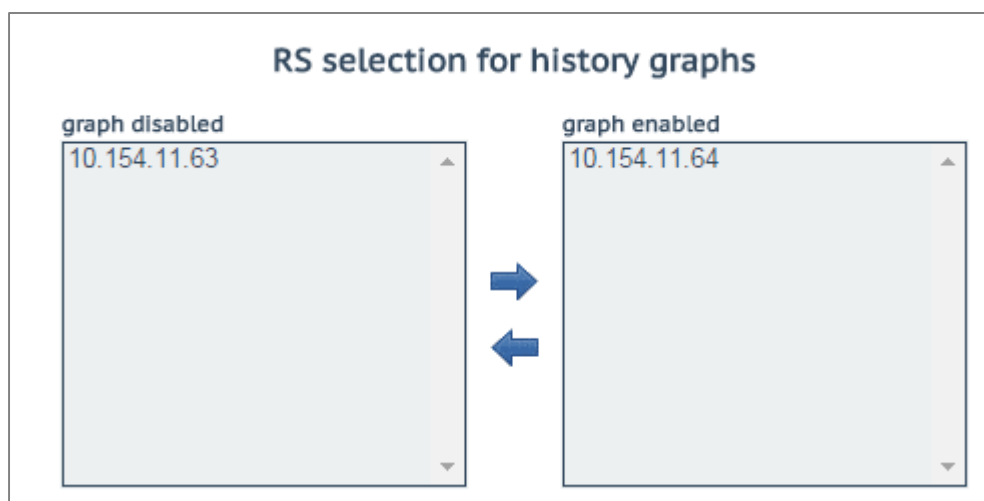 RS selection for history graphs
graph disabled
10.154.11.63
graph enabled
10.154.11.64